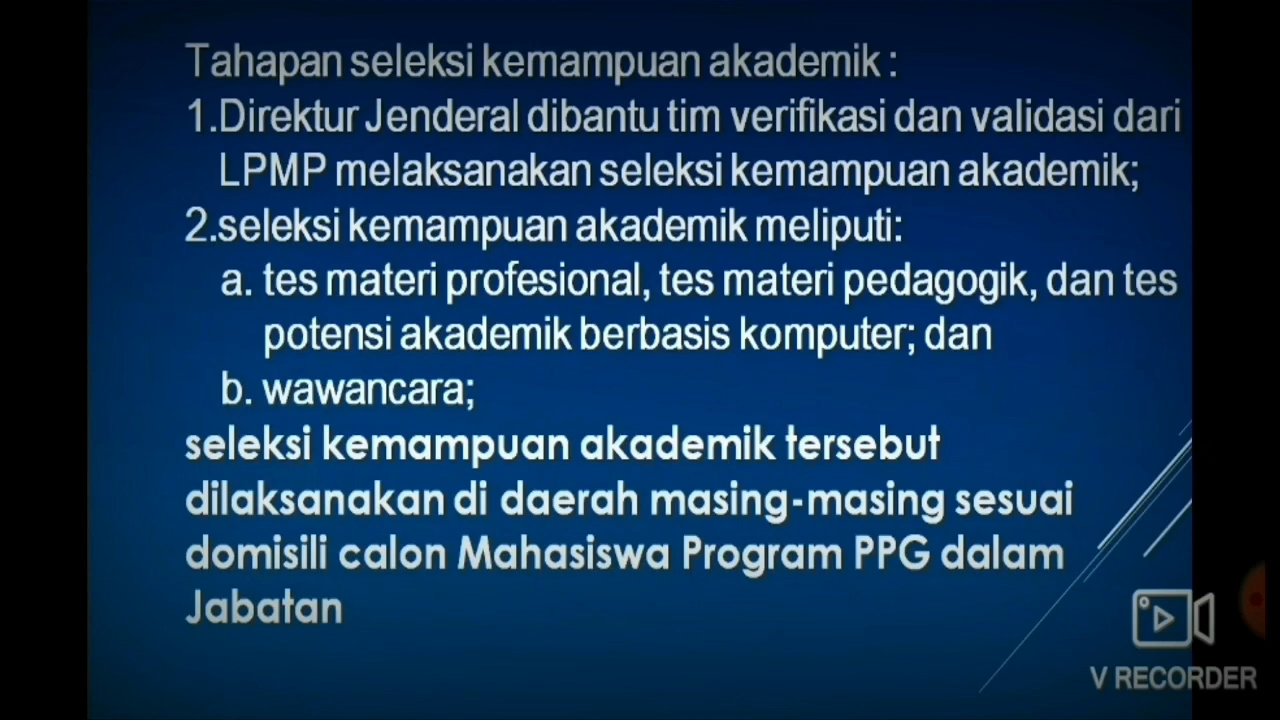 Tahapan seleksi kemampuan akademik :
1.Direktur Jenderal dibantu tim verifikasi dan validasi dari
LPMP melaksanakan seleksi kemampuan akademik;
2.seleksi kemampuan akademik meliputi:
a. tes materi profesional, tes materi pedagogik, dan tes
potensi akademik berbasis komputer; dan
b. wawancara;
seleksi kemampuan akademik tersebut
dilaksanakan di daerah masing-masing sesuai
domisili calon Mahasiswa Program PPG dalam
Jabatan
V RECORDER